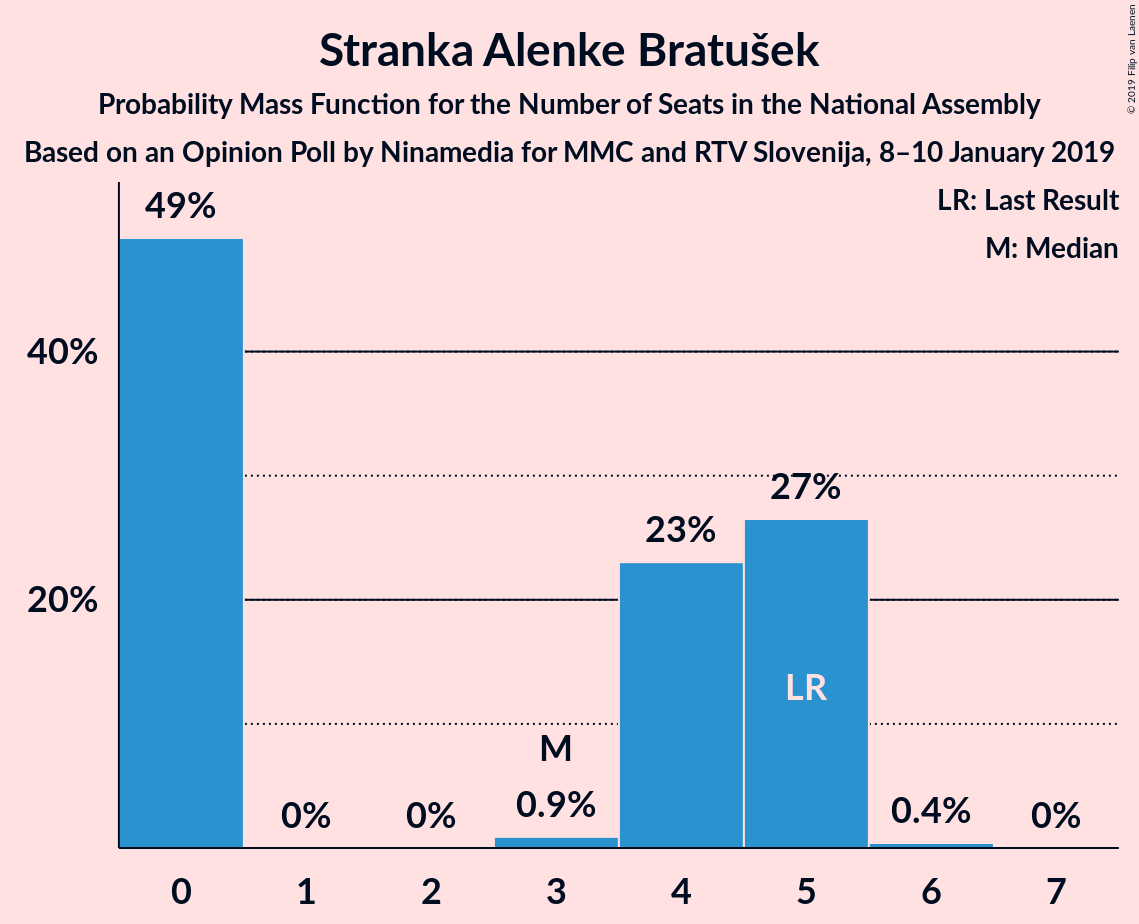 Stranka Alenke Bratušek
Probability Mass Function for the Number of Seats in the National Assembly
Based on an Opinion Poll by Ninamedia for MMC and RTV Slovenija, 8–10 January 2019
© 2019 Filip van Laenen
LR: Last Result
M: Median
49%
40%
27%
23%
20%
LR
M
0% 0% 0.9% 0.4% 0%
0 1 2 3 4 5 6 7